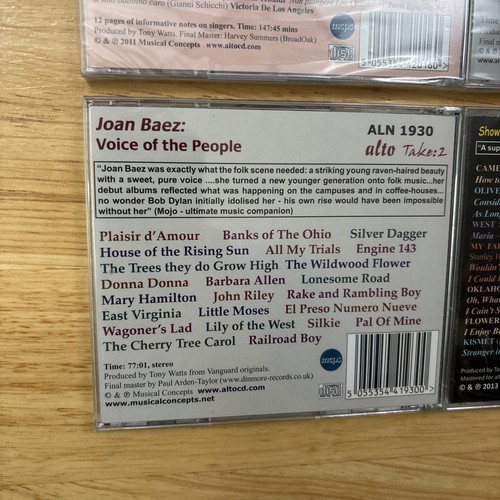 12 pages of informative notes on singers. Time: 147:45 mins
Produced by Tony Watts. Final Master: Harvey Summers (BroadOak)
© & ℗ 2011 Musical Concepts www.altocd.com
mcps
Joan Baez:
Voice of the People
ALN 1930
alto Take:2
"Joan Baez was exactly what the folk scene needed: a striking young raven-haired beauty
with a sweet, pure voice ....she turned a new younger generation onto folk music...her
debut albums reflected what was happening on the campuses and in coffee-houses...
no wonder Bob Dylan initially idolised her - his own rise would have been impossible
without her" (Mojo - ultimate music companion)
Plaisir d'Amour Banks of The Ohio Silver Dagger
House of the Rising Sun All My Trials Engine 143
The Trees they do Grow High The Wildwood Flower
Donna Donna Barbara Allen Lonesome Road
Mary Hamilton John Riley Rake and Rambling Boy
East Virginia Little Moses El Preso Numero Nueve
Wagoner's Lad Lily of the West Silkie Pal Of Mine
The Cherry Tree Carol Railroad Boy
Time: 77:01, stereo
Produced by Tony Watts from Vanguard originals.
Final master by Paul Arden-Taylor (www.dinmore-records.co.uk)
© & ℗ Musical Concepts www.altocd.com
www.musicalconcepts.net
mcps
5 055354 419300 >
Show
"A sup
CAME
How to
OLIVE
Consid
As Lon
WEST
Maria
MY FA
Stanley
Wouldn'
I Could
OKLAHO
Oh, What
I Can't S
FLOWER
I Enjoy B
KISMET (
Stranger
Produced by Ton
Mastered for al
© & ℗ 2013